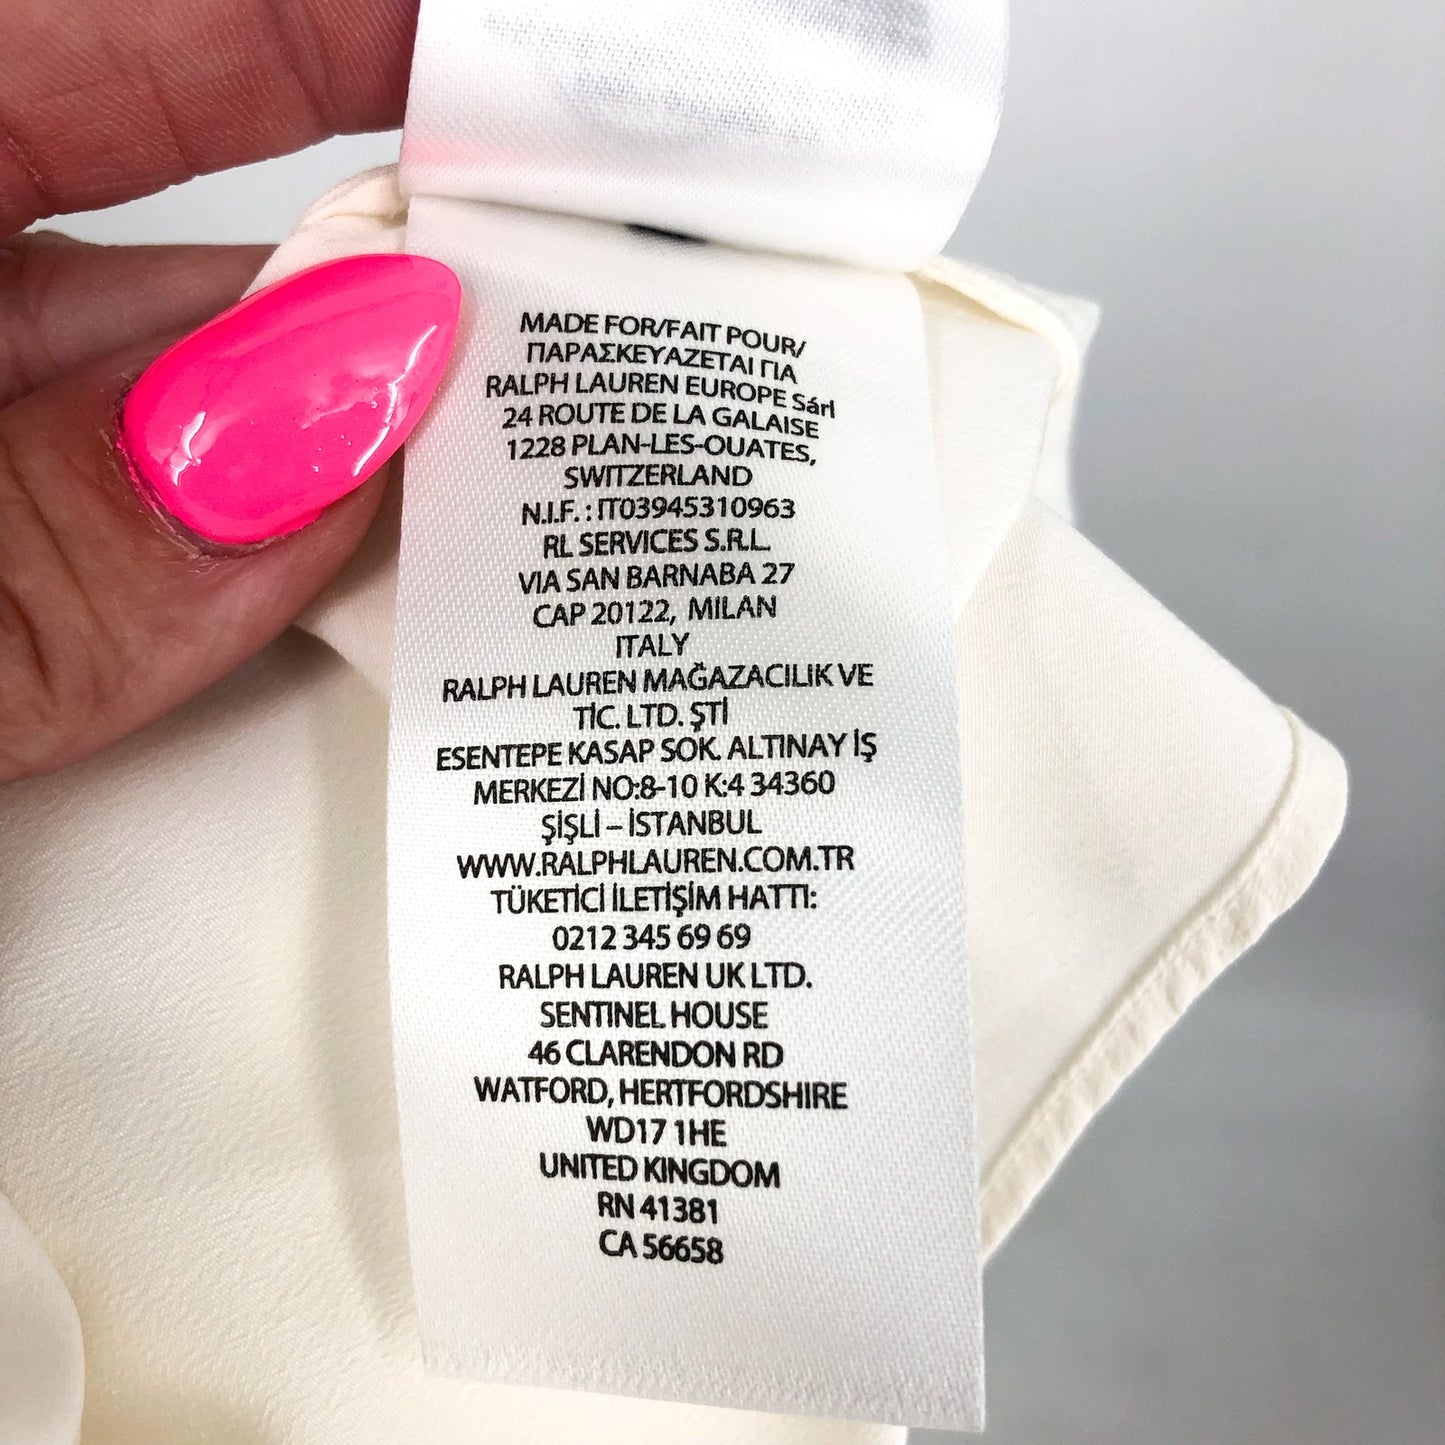 MADE FOR/FAIT POUR/
ΠΑΡΑΣΚΕΥΑΖΕΤΑΙ ΓΙΑ
RALPH LAUREN EUROPE Sárl
24 ROUTE DE LA GALAISE
1228 PLAN-LES-OUATES,
SWITZERLAND
N.I.F. : IT03945310963
RL SERVICES S.R.L.
VIA SAN BARNABA 27
CAP 20122, MILAN
ITALY
RALPH LAUREN MAĞAZACILIK VE
TİC. LTD. ŞTİ
ESENTEPE KASAP SOK. ALTINAY İŞ
MERKEZİ NO:8-10 K:4 34360
ŞİŞLİ – İSTANBUL
WWW.RALPHLAUREN.COM.TR
TÜKETİCİ İLETİŞİM HATTI:
0212 345 69 69
RALPH LAUREN UK LTD.
SENTINEL HOUSE
46 CLARENDON RD
WATFORD, HERTFORDSHIRE
WD17 1HE
UNITED KINGDOM
RN 41381
CA 56658